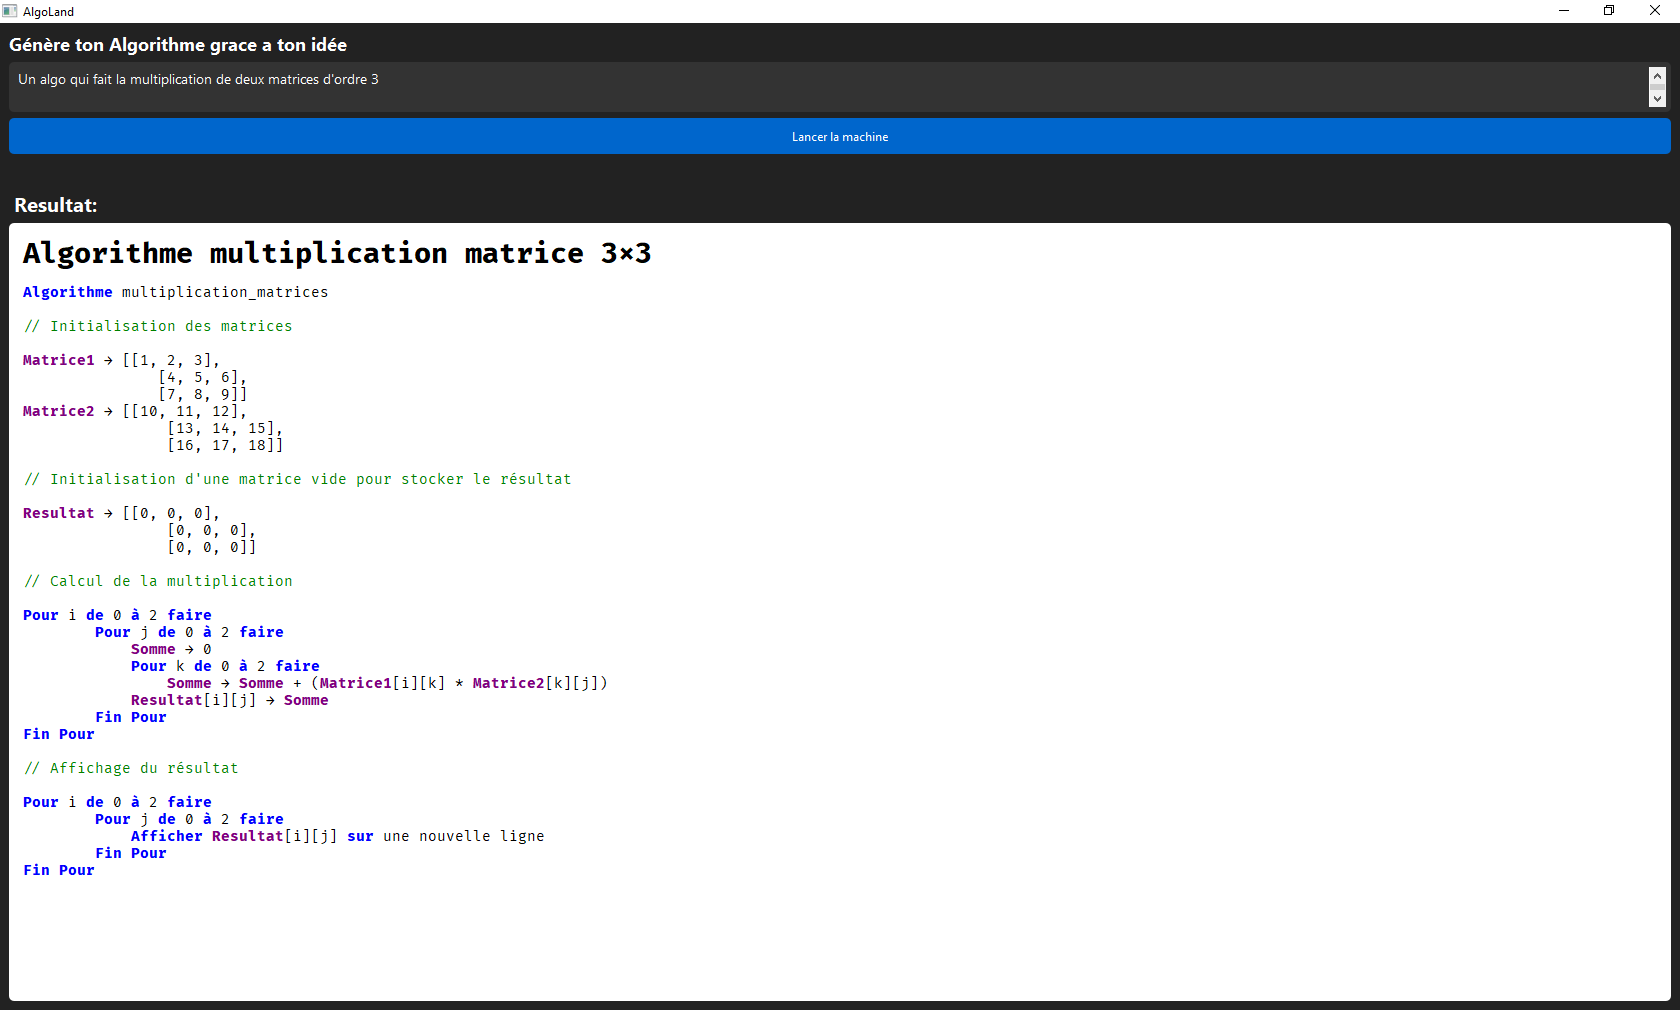 AlgoLand
Génère ton Algorithme grace a ton idée
Un algo qui fait la multiplication de deux matrices d'ordre 3
Lancer la machine
Resultat:
Algorithme multiplication matrice 3×3
Algorithme multiplication_matrices
// Initialisation des matrices
Matrice1 → [[1, 2, 3],
[4, 5, 6],
[7, 8, 9]]
Matrice2 → [[10, 11, 12],
[13, 14, 15],
[16, 17, 18]]
// Initialisation d'une matrice vide pour stocker le résultat
Resultat → [[0, 0, 0],
[0, 0, 0],
[0, 0, 0]]
// Calcul de la multiplication
Pour i de 0 à 2 faire
Pour j de 0 à 2 faire
Somme → 0
Pour k de 0 à 2 faire
Somme → Somme + (Matrice1[i][k] * Matrice2[k][j])
Resultat[i][j] → Somme
Fin Pour
Fin Pour
// Affichage du résultat
Pour i de 0 à 2 faire
Pour j de 0 à 2 faire
Afficher Resultat[i][j] sur une nouvelle ligne
Fin Pour
Fin Pour